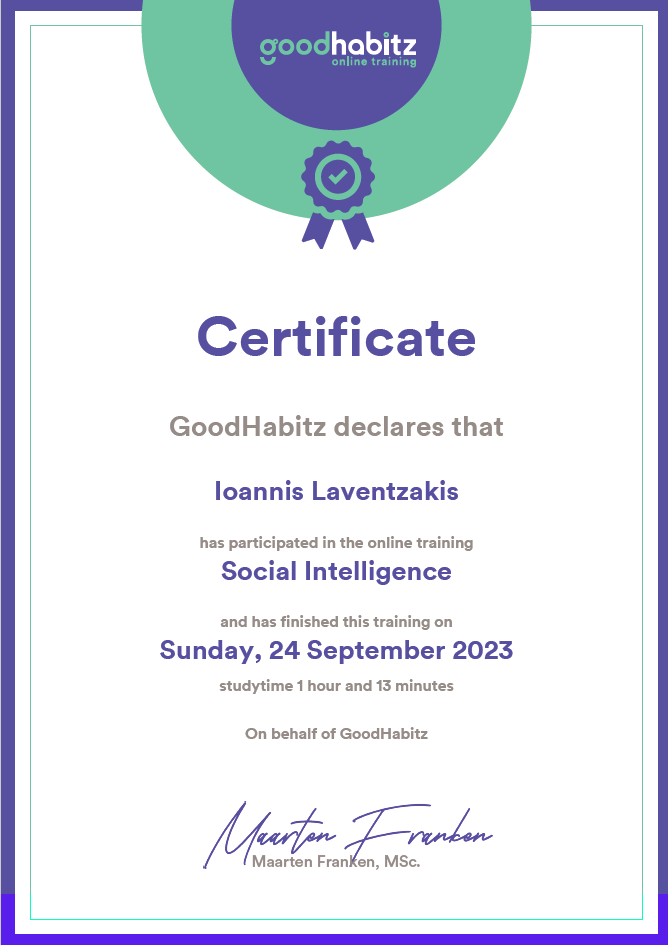 goodhabitz
online training
Certificate
GoodHabitz declares that
Ioannis Laventzakis
has participated in the online training
Social Intelligence
and has finished this training on
Sunday, 24 September 2023
studytime 1 hour and 13 minutes
On behalf of GoodHabitz
Maarten Franken
Maarten Franken, MSc.